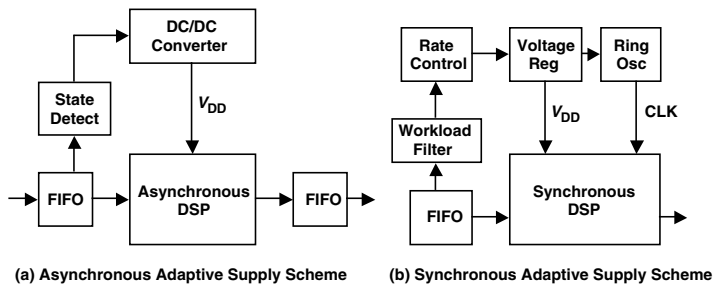 DC/DC
Converter
State
Detect
V_DD
FIFO
Asynchronous
DSP
FIFO
(a) Asynchronous Adaptive Supply Scheme
Rate
Control
Voltage
Reg
Ring
Osc
Workload
Filter
V_DD
CLK
FIFO
Synchronous
DSP
(b) Synchronous Adaptive Supply Scheme